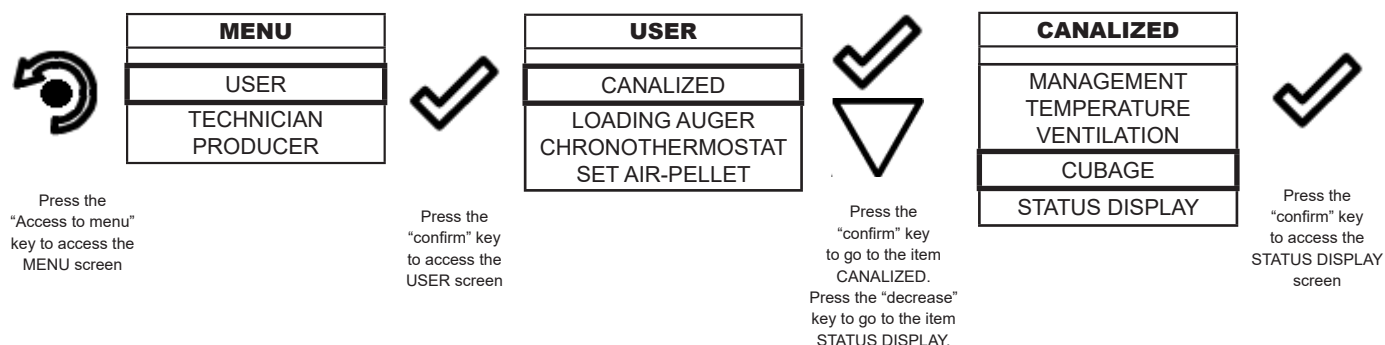 MENU
USER
TECHNICIAN
PRODUCER
Press the
“Access to menu”
key to access the
MENU screen
Press the
“confirm” key
to access the
USER screen
USER
CANALIZED
LOADING AUGER
CHRONOTHERMOSTAT
SET AIR-PELLET
Press the
“confirm” key
to go to the item
CANALIZED.
Press the “decrease”
key to go to the item
STATUS DISPLAY.
CANALIZED
MANAGEMENT
TEMPERATURE
VENTILATION
CUBAGE
STATUS DISPLAY
Press the
“confirm” key
to access the
STATUS DISPLAY
screen